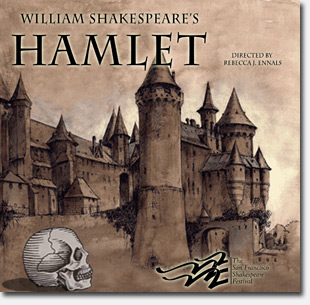 WILLIAM SHAKESPEARE'S
HAMLET
DIRECTED BY
REBECCA J. ENNALS
The
San Francisco
Shakespeare
Festival